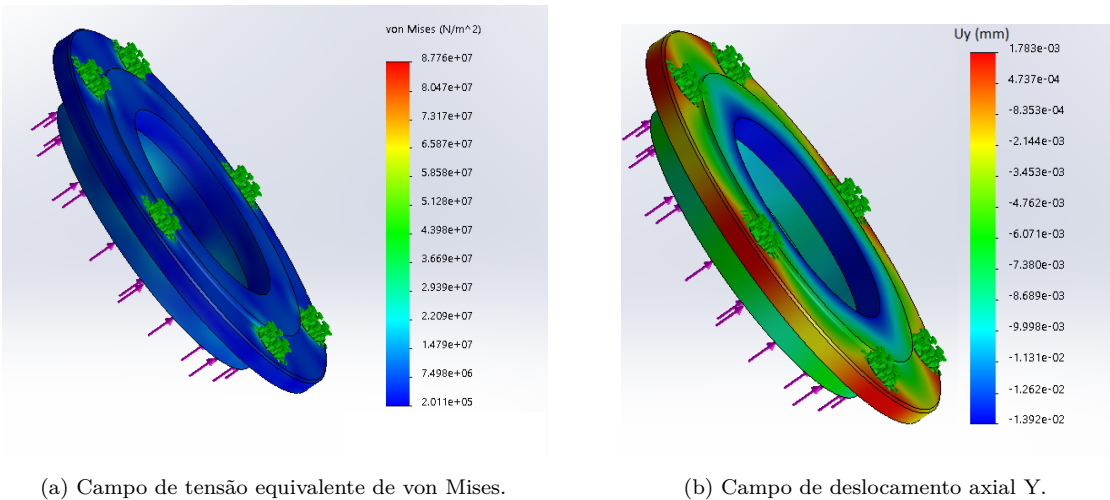 von Mises (N/m^2)
8.776e+07
8.047e+07
7.317e+07
6.587e+07
5.858e+07
5.128e+07
4.398e+07
3.669e+07
2.939e+07
2.209e+07
1.479e+07
7.498e+06
2.011e+05
Uy (mm)
1.783e-03
4.737e-04
-8.353e-04
-2.144e-03
-3.453e-03
-4.762e-03
-6.071e-03
-7.380e-03
-8.689e-03
-9.998e-03
-1.131e-02
-1.262e-02
-1.392e-02
(a) Campo de tensão equivalente de von Mises.
(b) Campo de deslocamento axial Y.